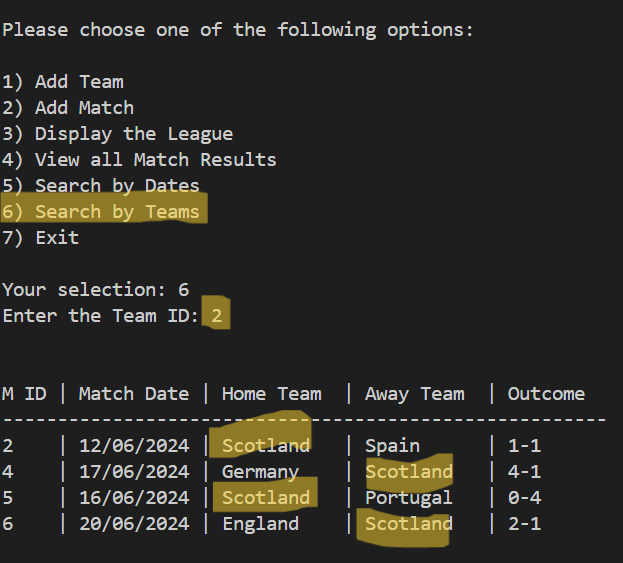 Please choose one of the following options:
1) Add Team
2) Add Match
3) Display the League
4) View all Match Results
5) Search by Dates
6) Search by Teams
7) Exit
Your selection: 6
Enter the Team ID: 2
M ID | Match Date | Home Team | Away Team | Outcome
-------------------------------------------------------
2 | 12/06/2024 | Scotland | Spain | 1-1
4 | 17/06/2024 | Germany | Scotland | 4-1
5 | 16/06/2024 | Scotland | Portugal | 0-4
6 | 20/06/2024 | England | Scotland | 2-1